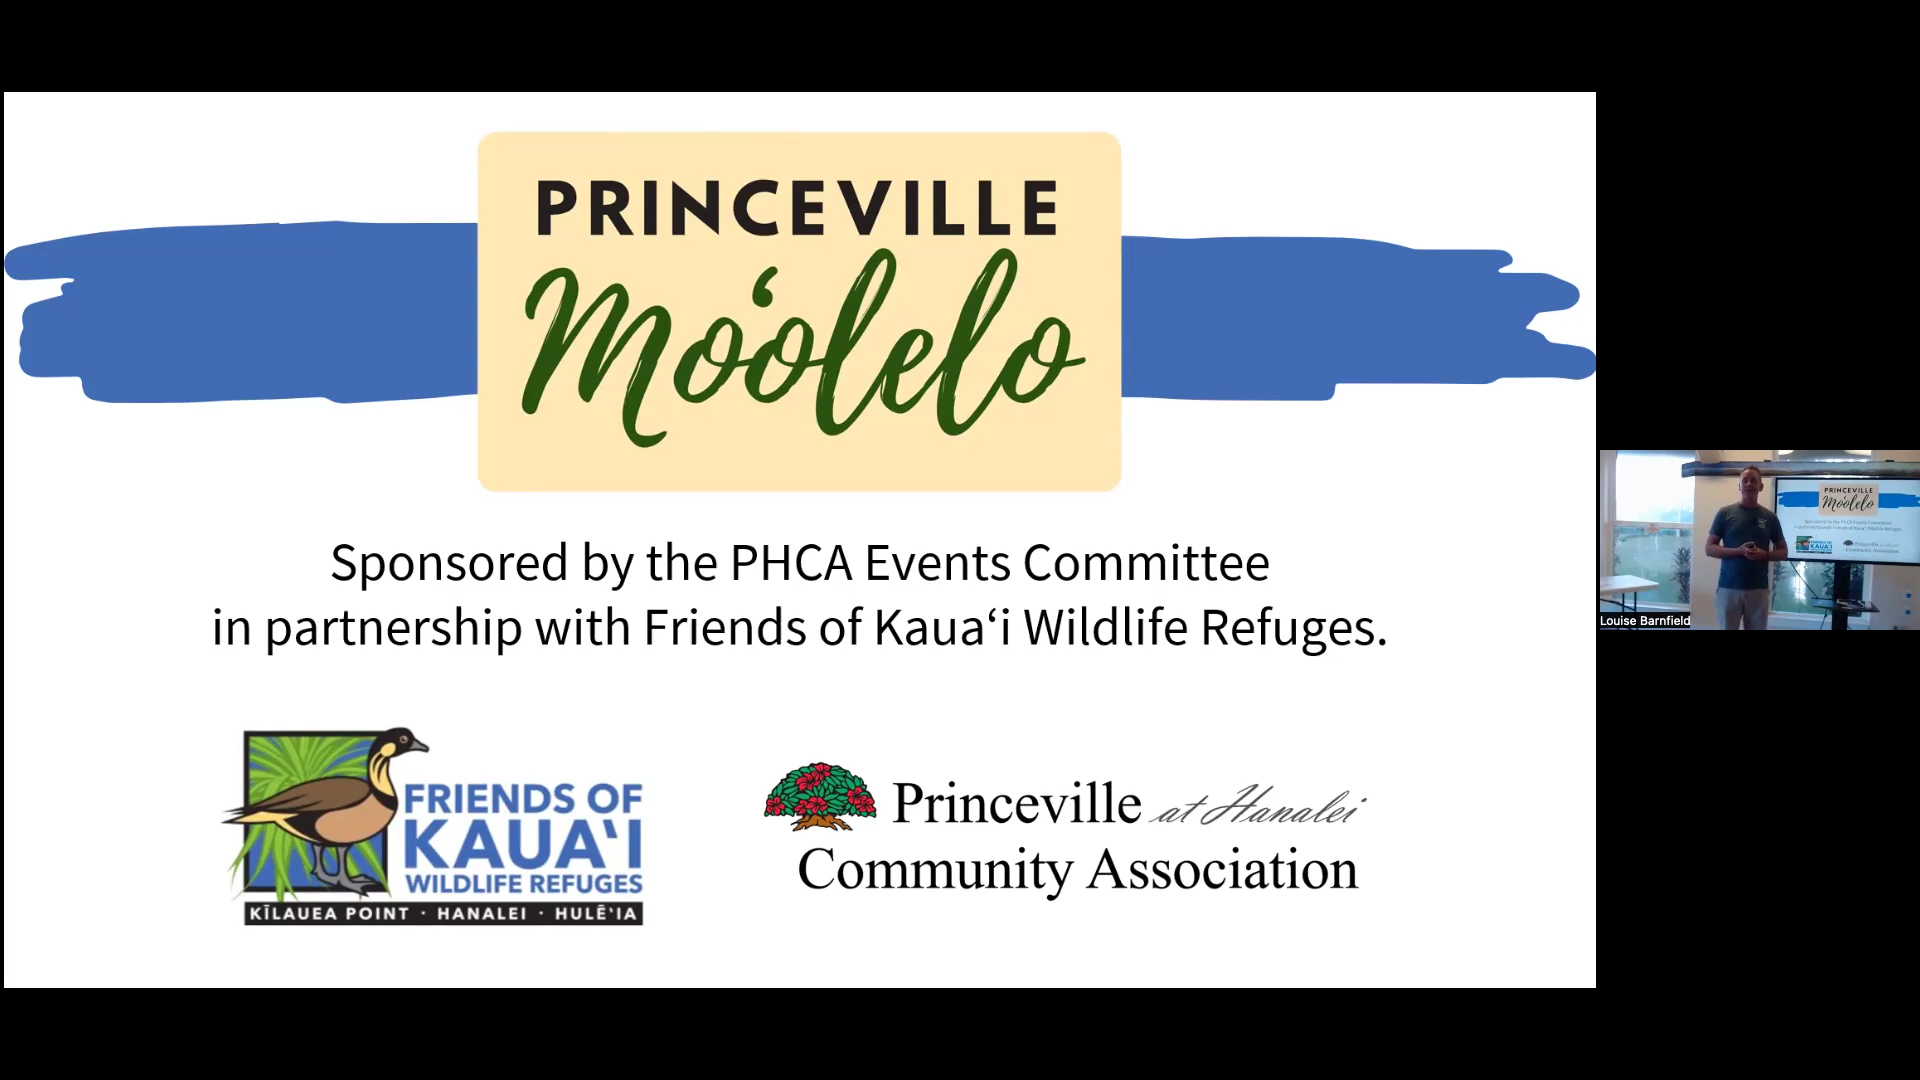 PRINCEVILLE
Moʻolelo
Sponsored by the PHCA Events Committee
in partnership with Friends of Kauaʻi Wildlife Refuges.
FRIENDS OF
KAUAʻI
WILDLIFE REFUGES
KĪLAUEA POINT · HANALEI · HULĒʻIA
Princeville at Hanalei
Community Association
PRINCEVILLE
Moʻolelo
Louise Barnfield